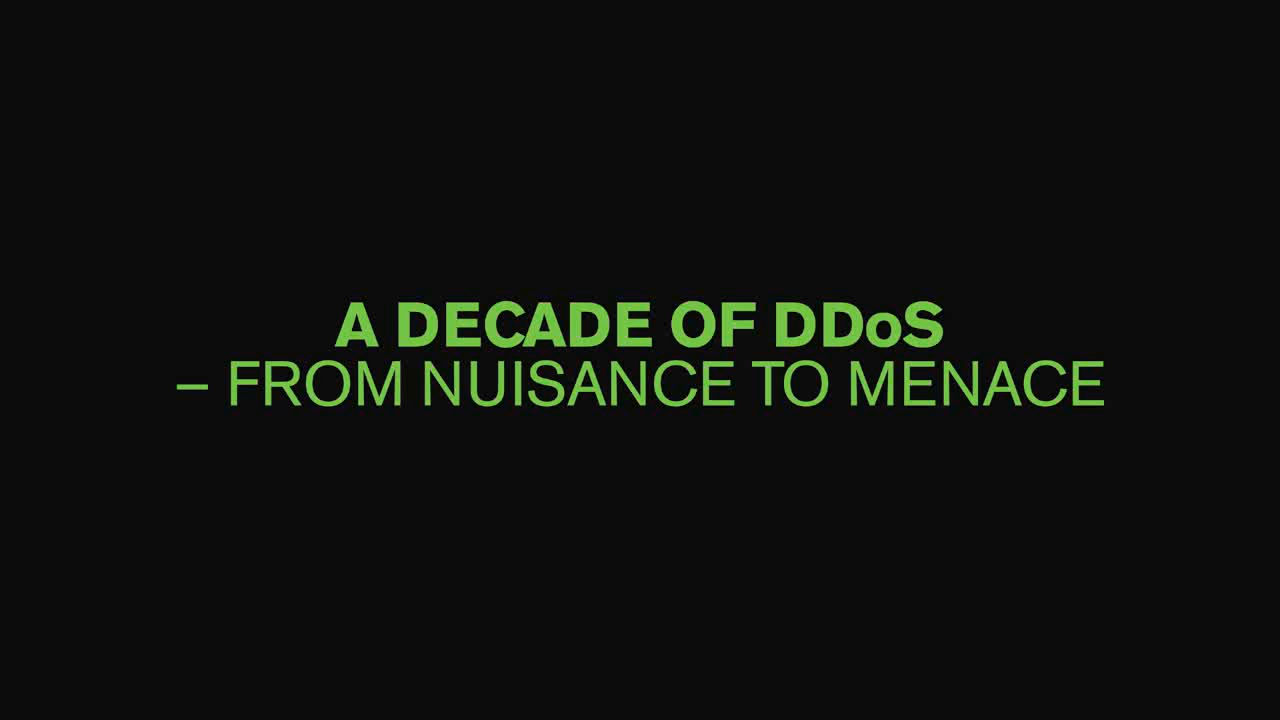 A DECADE OF DDoS
– FROM NUISANCE TO MENACE